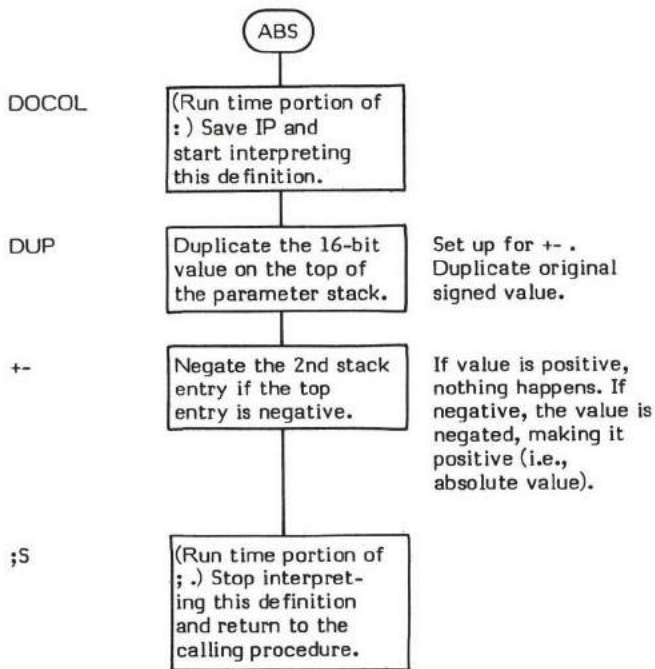 ABS
DOCOL
(Run time portion of
: ) Save IP and
start interpreting
this definition.
DUP
Duplicate the 16-bit
value on the top of
the parameter stack.
Set up for +- .
Duplicate original
signed value.
+-
Negate the 2nd stack
entry if the top
entry is negative.
If value is positive,
nothing happens. If
negative, the value is
negated, making it
positive (i.e.,
absolute value).
;S
(Run time portion of
; .) Stop interpret-
ing this definition
and return to the
calling procedure.